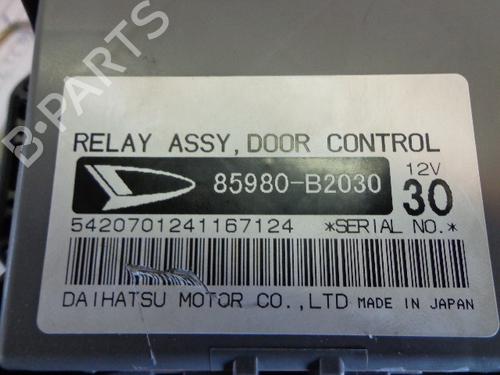 B-PARTS
RELAY ASSY, DOOR CONTROL
85980-B2030
12V
30
5420701241167124 *SERIAL NO.*
DAIHATSU MOTOR CO.,LTD MADE IN JAPAN